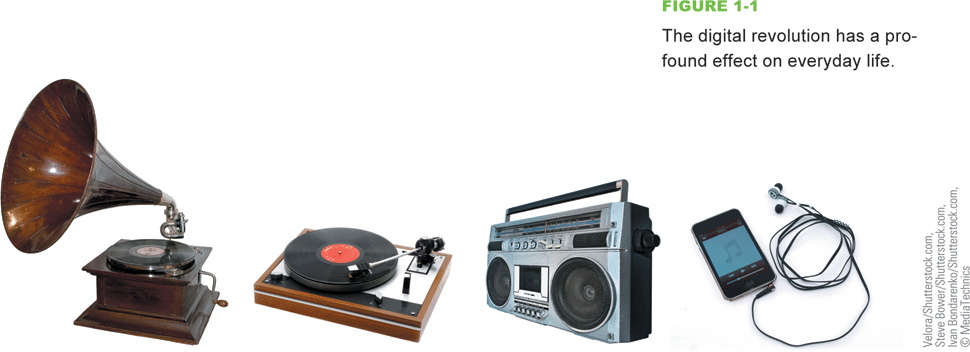 FIGURE 1-1
The digital revolution has a pro-
found effect on everyday life.
Velora/Shutterstock.com,
Steve Bower/Shutterstock.com,
Ivan Bondarenko/Shutterstock.com,
© MediaTechnics